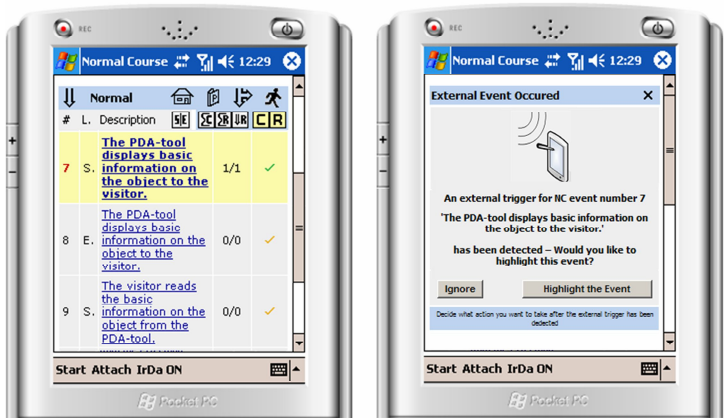 REC
Normal Course 12:29
Normal
# L. Description S|E ΣC ΣR UR C R
7 S. The PDA-tool
displays basic
information on
the object to the
visitor. 1/1
8 E. The PDA-tool
displays basic
information on the
object to the
visitor. 0/0
9 S. The visitor reads
the basic
information on the
object from the
PDA-tool. 0/0
Start Attach IrDa ON
Pocket PC
REC
Normal Course 12:29
External Event Occured X
An external trigger for NC event number 7
'The PDA-tool displays basic information on
the object to the visitor.'
has been detected – Would you like to
highlight this event?
Ignore Highlight the Event
Decide what action you want to take after the external trigger has been
dedected
Start Attach IrDa ON
Pocket PC